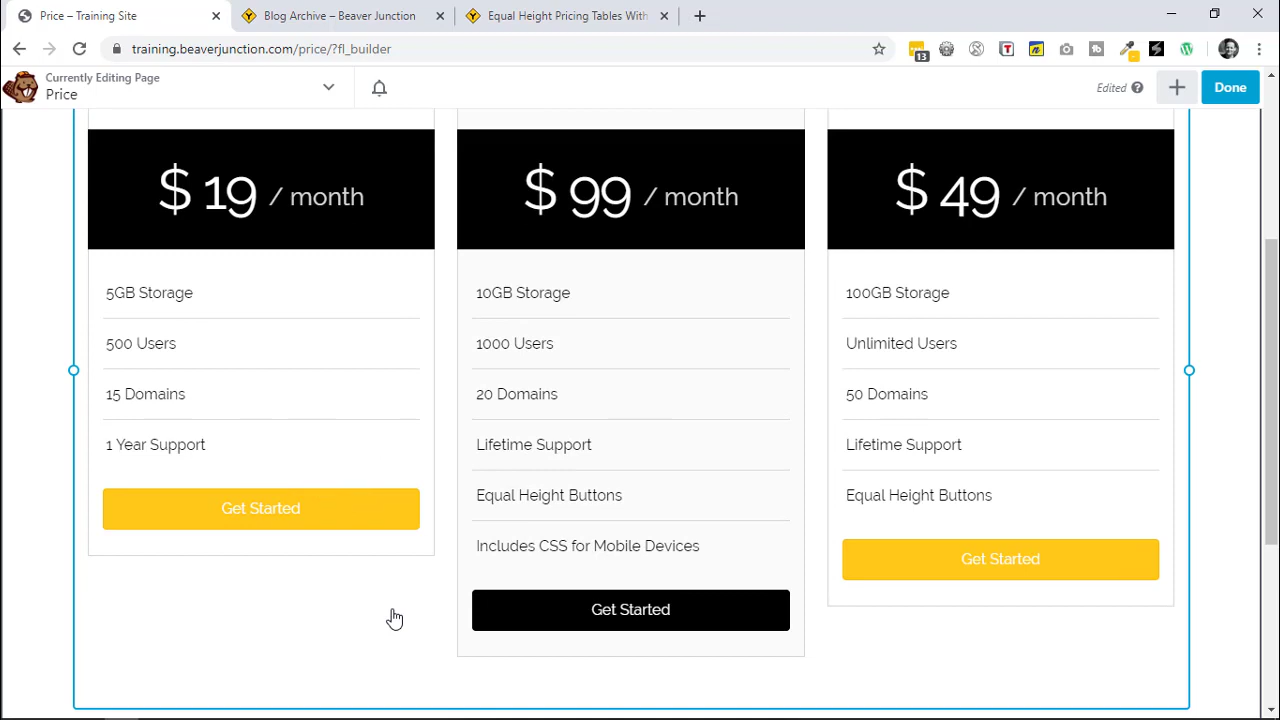 Price – Training Site
Blog Archive – Beaver Junction
Equal Height Pricing Tables With
training.beaverjunction.com/price/?fl_builder
13
Currently Editing Page
Price
Edited
Done
$ 19 / month
5GB Storage
500 Users
15 Domains
1 Year Support
Get Started
$ 99 / month
10GB Storage
1000 Users
20 Domains
Lifetime Support
Equal Height Buttons
Includes CSS for Mobile Devices
Get Started
$ 49 / month
100GB Storage
Unlimited Users
50 Domains
Lifetime Support
Equal Height Buttons
Get Started